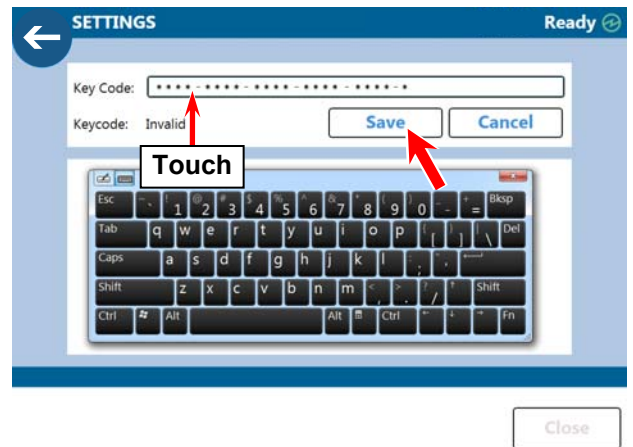 SETTINGS Ready
Key Code: ••••-••••-••••-••••-••••-•
Keycode: Invalid Save Cancel
Touch
Esc ~ ` ! 1 @ 2 # 3 $ 4 % 5 ^ 6 & 7 * 8 ( 9 ) 0 _ - + = Bksp
Tab q w e r t y u i o p { [ } ] | \ Del
Caps a s d f g h j k l : ; " '
Shift z x c v b n m < , > . ? / Shift
Ctrl Alt Alt Ctrl Fn
Close